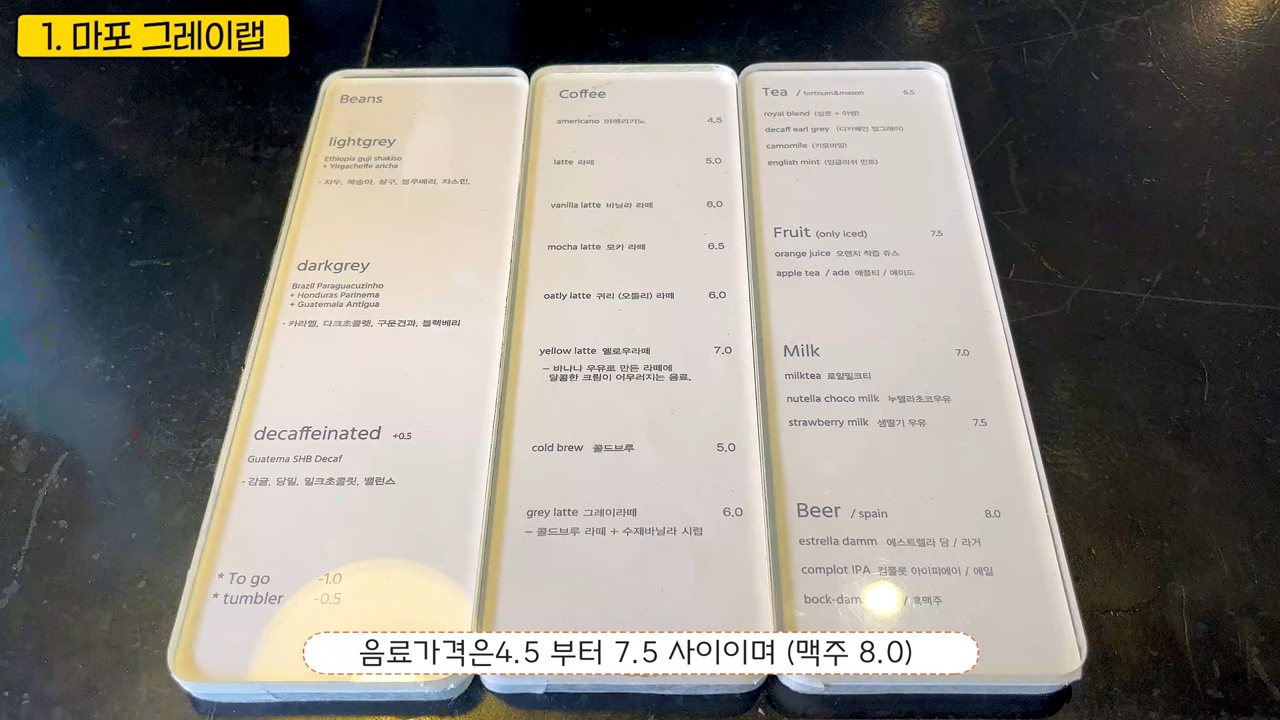 1. 마포 그레이랩
Beans
lightgrey
Ethiopia guji shakiso
+ Yirgacheffe aricha
- 자두, 복숭아, 살구, 블루베리, 자스민,
darkgrey
Brazil Paraguacuzinho
+ Honduras Parinema
+ Guatemala Antigua
- 카라멜, 다크초콜렛, 구운견과, 블랙베리
decaffeinated +0.5
Guatema SHB Decaf
- 감귤, 당밀, 밀크초콜릿, 밸런스
* To go -1.0
* tumbler -0.5
Coffee
americano 아메리카노 4.5
latte 라떼 5.0
vanilla latte 바닐라 라떼 6.0
mocha latte 모카 라떼 6.5
oatly latte 귀리 (오틀리) 라떼 6.0
yellow latte 옐로우라떼 7.0
- 바나나 우유로 만든 라떼에
달콤한 크림이 어우러지는 음료.
cold brew 콜드브루 5.0
grey latte 그레이라떼 6.0
- 콜드브루 라떼 + 수제바닐라 시럽
Tea / fortnum&mason 6.5
royal blend (실론 + 아쌈)
decaff earl grey (디카페인 얼그레이)
camomile (카모마일)
english mint (잉글리쉬 민트)
Fruit (only iced) 7.5
orange juice 오렌지 착즙 쥬스
apple tea / ade 애플티 / 에이드
Milk 7.0
milktea 로얄밀크티
nutella choco milk 누텔라초코우유
strawberry milk 생딸기 우유 7.5
Beer / spain 8.0
estrella damm 에스트렐라 담 / 라거
complot IPA 컴플롯 아이피에이 / 에일
bock-dam / 흑맥주
음료가격은4.5 부터 7.5 사이이며 (맥주 8.0)